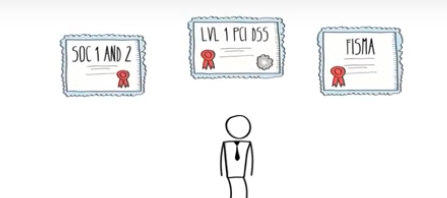 SOC 1 AND 2
LVL 1 PCI DSS
FISMA